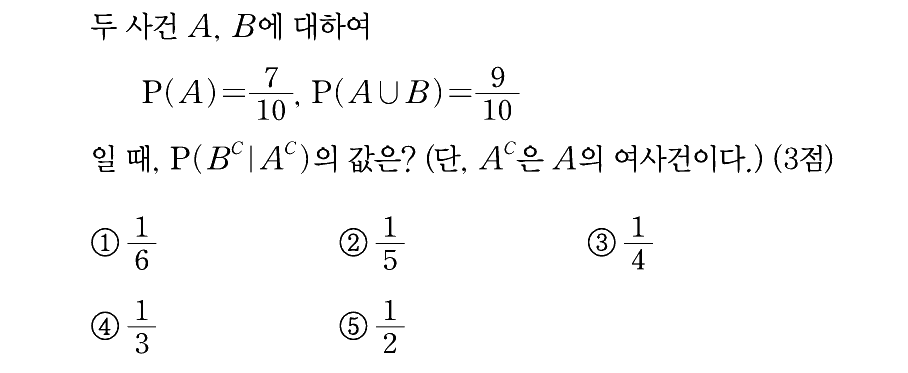 두 사건 A, B에 대하여
P(A)=7/10, P(A∪B)=9/10
일 때, P(B^C|A^C)의 값은? (단, A^C은 A의 여사건이다.) (3점)
① 1/6 ② 1/5 ③ 1/4
④ 1/3 ⑤ 1/2